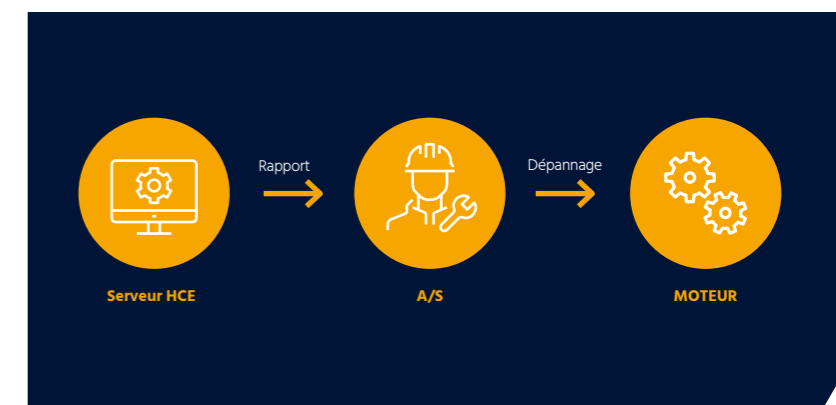 Rapport
Dépannage
Serveur HCE
A/S
MOTEUR